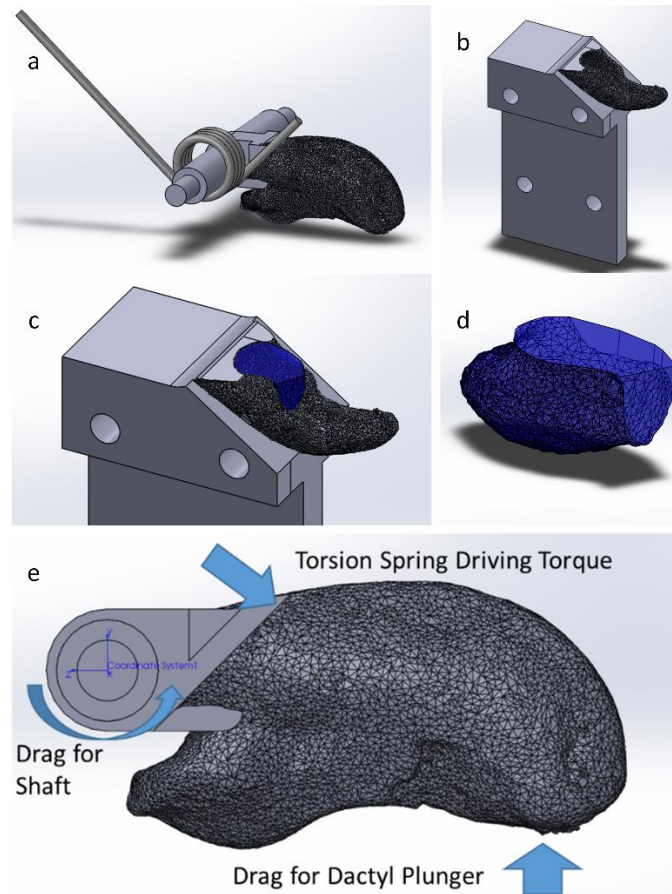 a
b
c
d
e
Torsion Spring Driving Torque
Y
Z
Coordinate System1
X
Drag for
Shaft
Drag for Dactyl Plunger